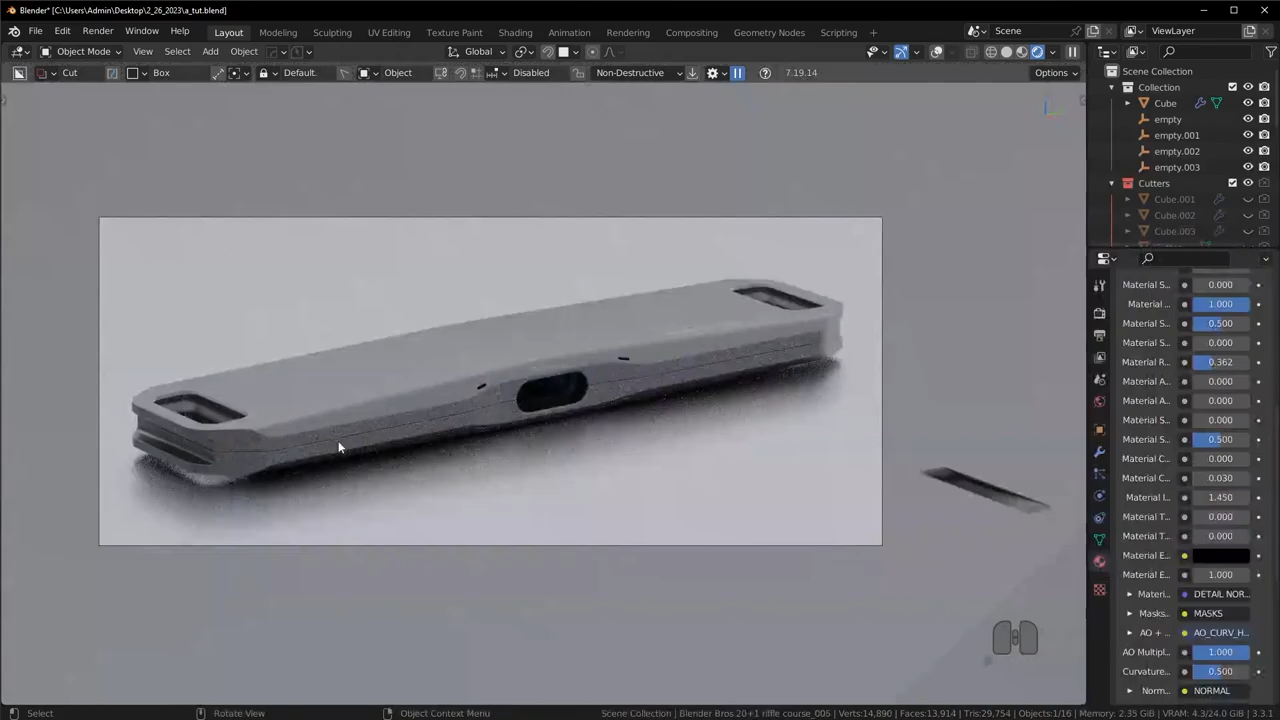 Blender* [C:\Users\Admin\Desktop\2_26_2023\a_tut.blend]
File Edit Render Window Help Layout Modeling Sculpting UV Editing Texture Paint Shading Animation Rendering Compositing Geometry Nodes Scripting Scene ViewLayer
Object Mode View Select Add Object Global
Cut Box Default. Object Disabled Non-Destructive 7.19.14 Options
Scene Collection
Collection
Cube
empty
empty.001
empty.002
empty.003
Cutters
Cube.001
Cube.002
Cube.003
Material S... 0.000
Material ... 1.000
Material S... 0.500
Material S... 0.000
Material R... 0.362
Material A... 0.000
Material A... 0.000
Material S... 0.000
Material S... 0.500
Material C... 0.000
Material C... 0.030
Material I... 1.450
Material T... 0.000
Material T... 0.000
Material E...
Material E... 1.000
Materi... DETAIL NOR...
Masks... MASKS
AO + ... AO_CURV_H...
AO Multipl... 1.000
Curvature... 0.500
Norm... NORMAL
Select Rotate View Object Context Menu Scene Collection | Blender Bros 20+1 riffle course_005 | Verts:14,890 | Faces:13,914 | Tris:29,754 | Objects:1/16 | Memory: 2.35 GiB | VRAM: 4.3/24.0 GiB | 3.3.1